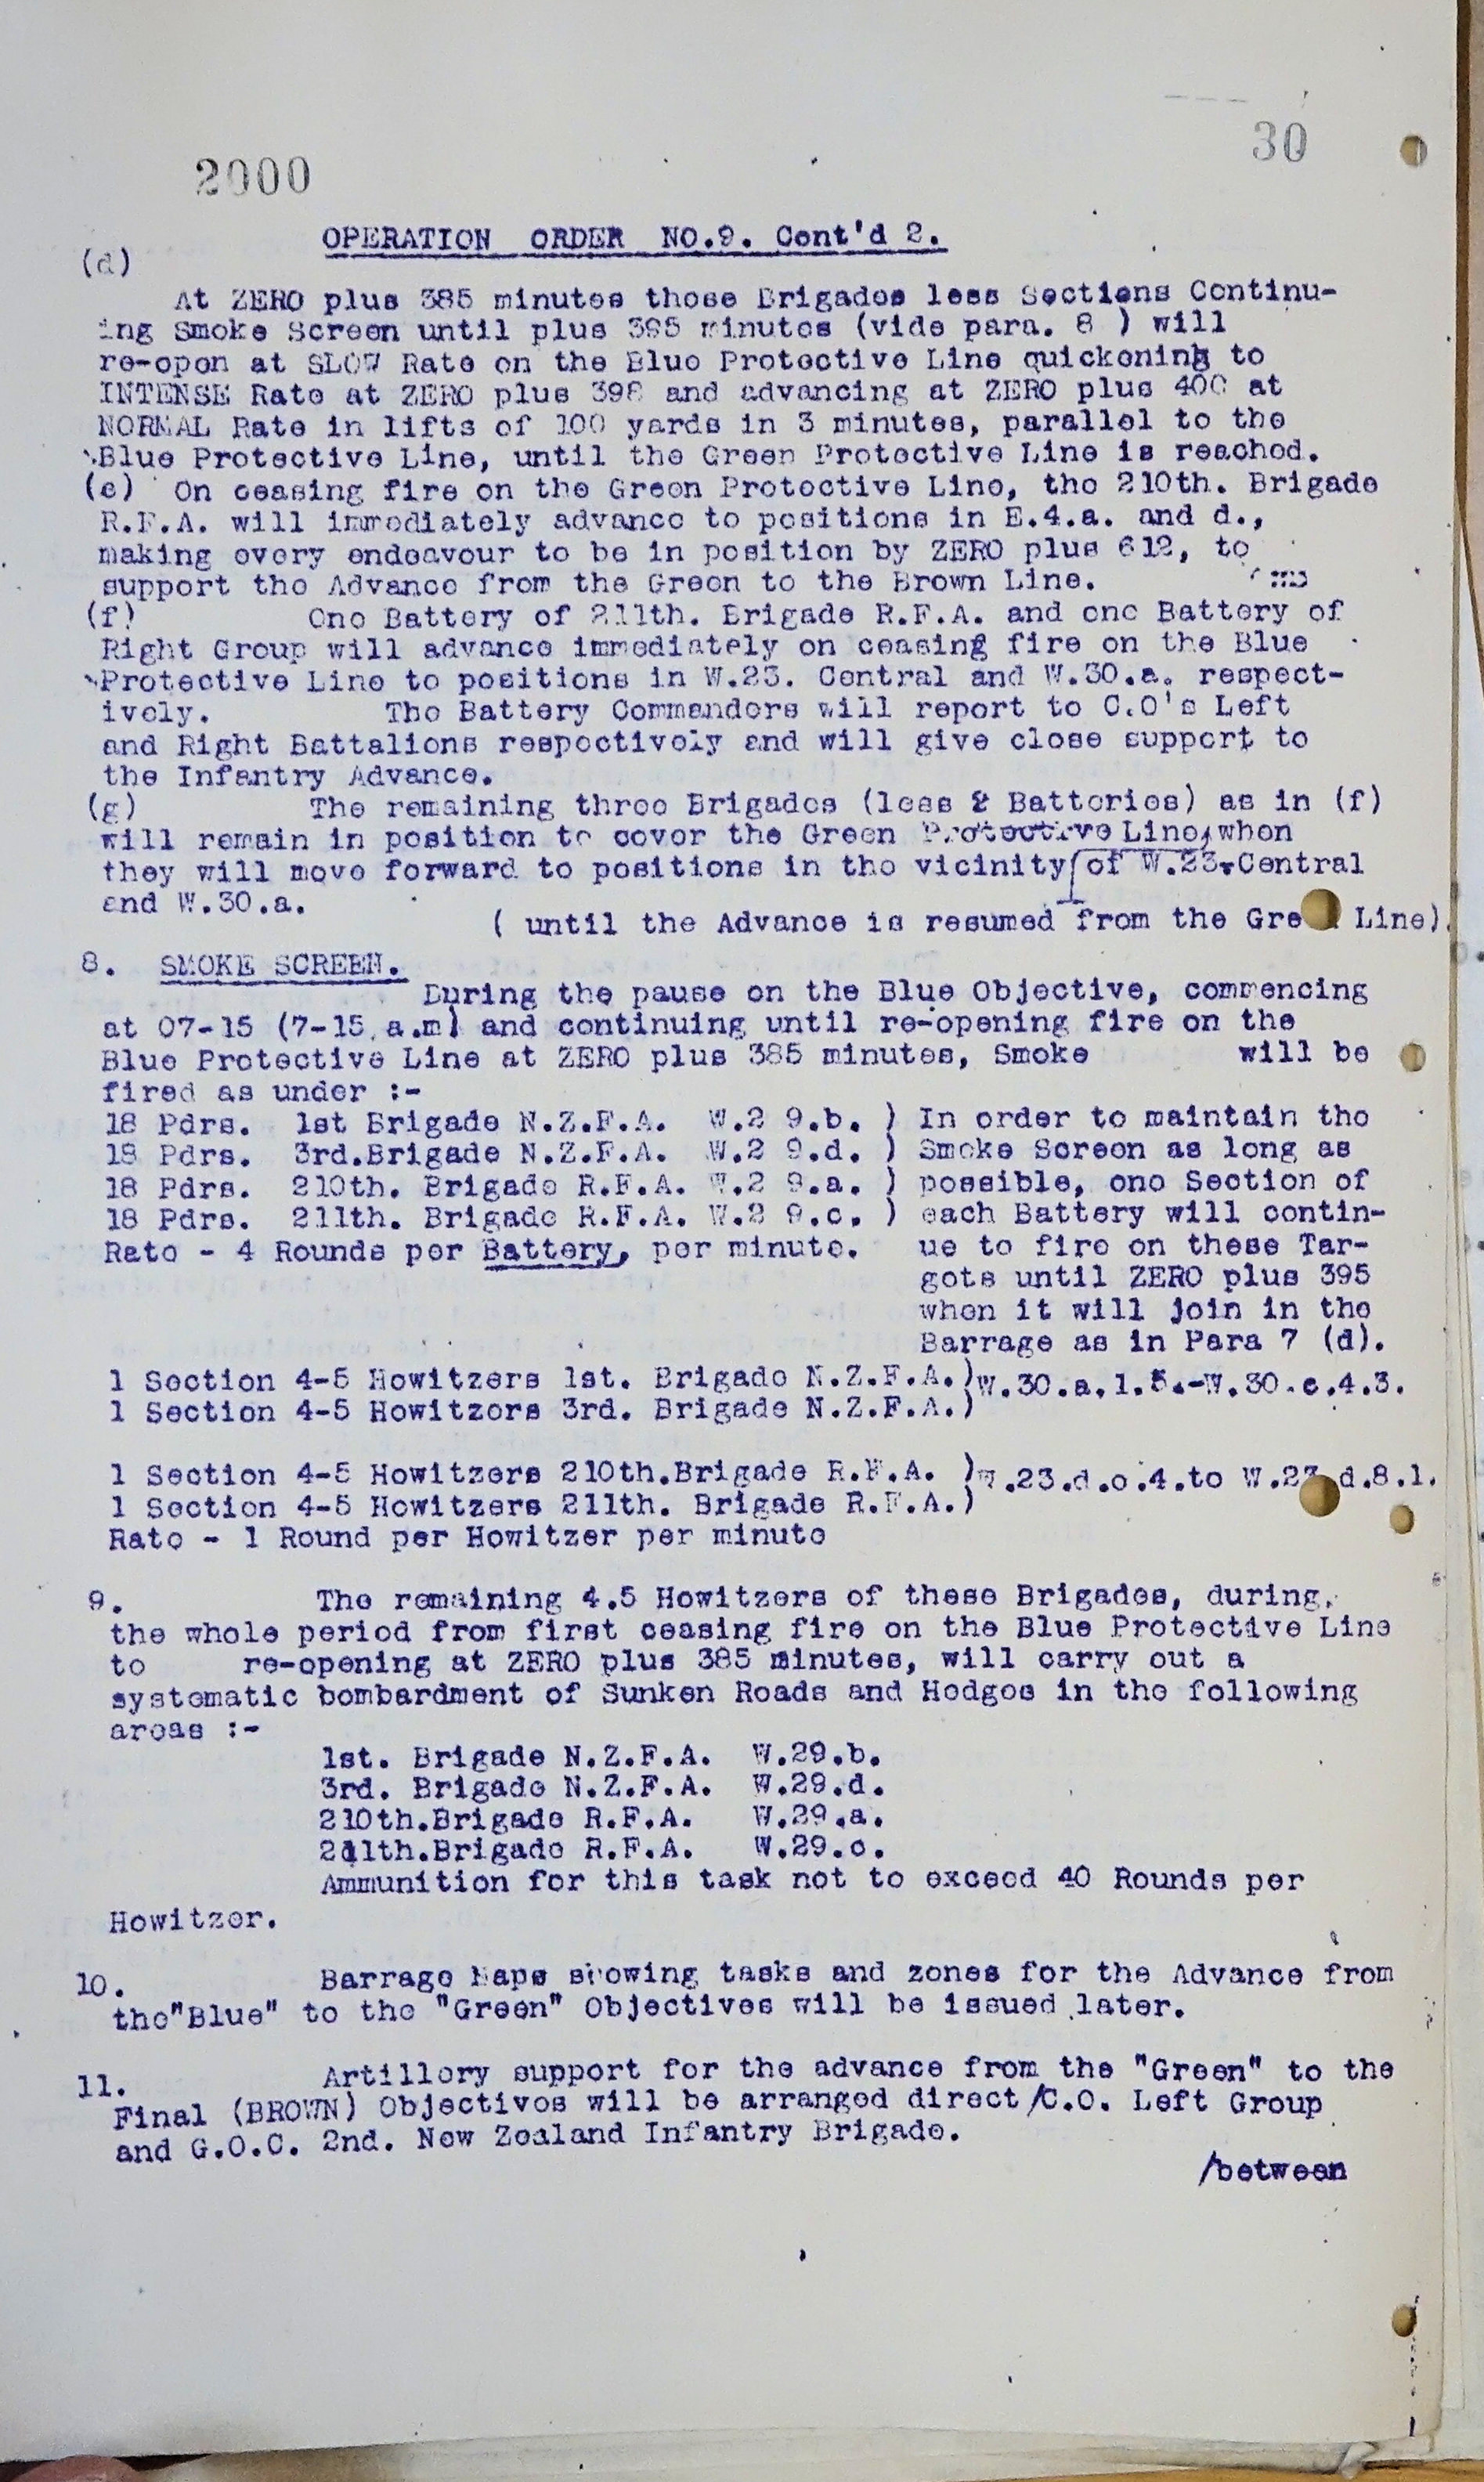 30
2000
OPERATION ORDER NO.9. Cont'd 2.
(d)
At ZERO plus 385 minutes those Brigades less Sections Continu-
ing Smoke Screen until plus 395 minutes (vide para. 8 ) will
re-open at SLOW Rate on the Blue Protective Line quickening to
INTENSE Rate at ZERO plus 398 and advancing at ZERO plus 400 at
NORMAL Rate in lifts of 100 yards in 3 minutes, parallel to the
Blue Protective Line, until the Green Protective Line is reached.
(e) On ceasing fire on the Green Protective Line, the 210th. Brigade
R.F.A. will immediately advance to positions in E.4.a. and d.,
making every endeavour to be in position by ZERO plus 612, to
support the Advance from the Green to the Brown Line.
(f) One Battery of 211th. Brigade R.F.A. and one Battery of
Right Group will advance immediately on ceasing fire on the Blue
Protective Line to positions in W.23. Central and W.30.a. respect-
ively. The Battery Commanders will report to C.O's Left
and Right Battalions respectively and will give close support to
the Infantry Advance.
(g) The remaining three Brigades (less 2 Batteries) as in (f)
will remain in position to cover the Green Protective Line, when
they will move forward to positions in the vicinity of W.23.Central
and W.30.a.
( until the Advance is resumed from the Green Line).
8. SMOKE SCREEN.
During the pause on the Blue Objective, commencing
at 07-15 (7-15.a.m) and continuing until re-opening fire on the
Blue Protective Line at ZERO plus 385 minutes, Smoke will be
fired as under :-
18 Pdrs. 1st Brigade N.Z.F.A. W.2 9.b. ) In order to maintain the
18 Pdrs. 3rd.Brigade N.Z.F.A. W.2 9.d. ) Smoke Screen as long as
18 Pdrs. 210th. Brigade R.F.A. W.2 9.a. ) possible, one Section of
18 Pdrs. 211th. Brigade R.F.A. W.2 9.c. ) each Battery will contin-
Rate - 4 Rounds per Battery, per minute. ue to fire on these Tar-
gets until ZERO plus 395
when it will join in the
Barrage as in Para 7 (d).
1 Section 4-5 Howitzers 1st. Brigade N.Z.F.A.)W.30.a.1.5.-W.30.c.4.3.
1 Section 4-5 Howitzers 3rd. Brigade N.Z.F.A.)
1 Section 4-5 Howitzers 210th.Brigade R.F.A. )W.23.d.o.4.to W.23.d.8.1.
1 Section 4-5 Howitzers 211th. Brigade R.F.A.)
Rate - 1 Round per Howitzer per minute
9. The remaining 4.5 Howitzers of these Brigades, during,
the whole period from first ceasing fire on the Blue Protective Line
to re-opening at ZERO plus 385 minutes, will carry out a
systematic bombardment of Sunken Roads and Hedges in the following
areas :-
1st. Brigade N.Z.F.A. W.29.b.
3rd. Brigade N.Z.F.A. W.29.d.
210th.Brigade R.F.A. W.29.a.
211th.Brigade R.F.A. W.29.c.
Ammunition for this task not to exceed 40 Rounds per
Howitzer.
10. Barrage Maps showing tasks and zones for the Advance from
the"Blue" to the "Green" Objectives will be issued later.
11. Artillery support for the advance from the "Green" to the
Final (BROWN) Objectives will be arranged direct /C.O. Left Group
and G.O.C. 2nd. New Zealand Infantry Brigade.
/between